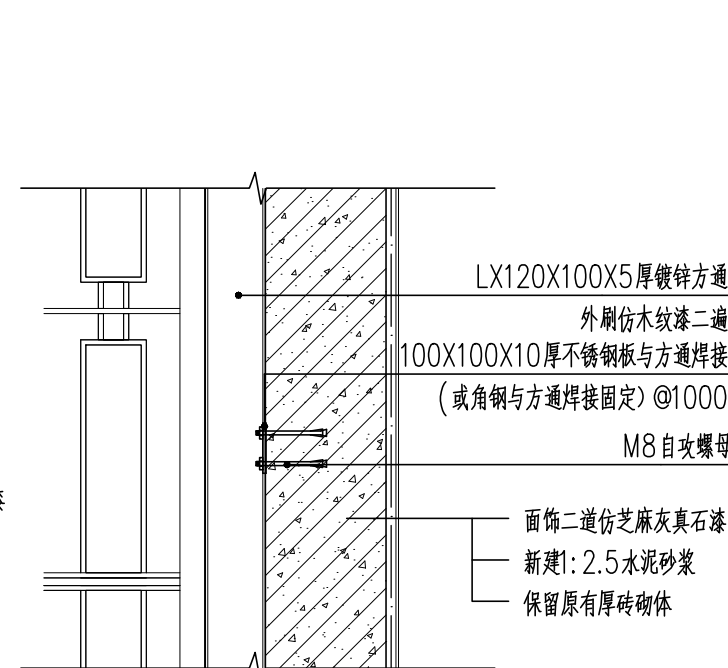 LX120X100X5厚镀锌方通
外刷仿木纹漆二遍
100X100X10厚不锈钢板与方通焊接
(或角钢与方通焊接固定)@1000
M8自攻螺母
面饰二道仿芝麻灰真石漆
新建1:2.5水泥砂浆
保留原有厚砖砌体